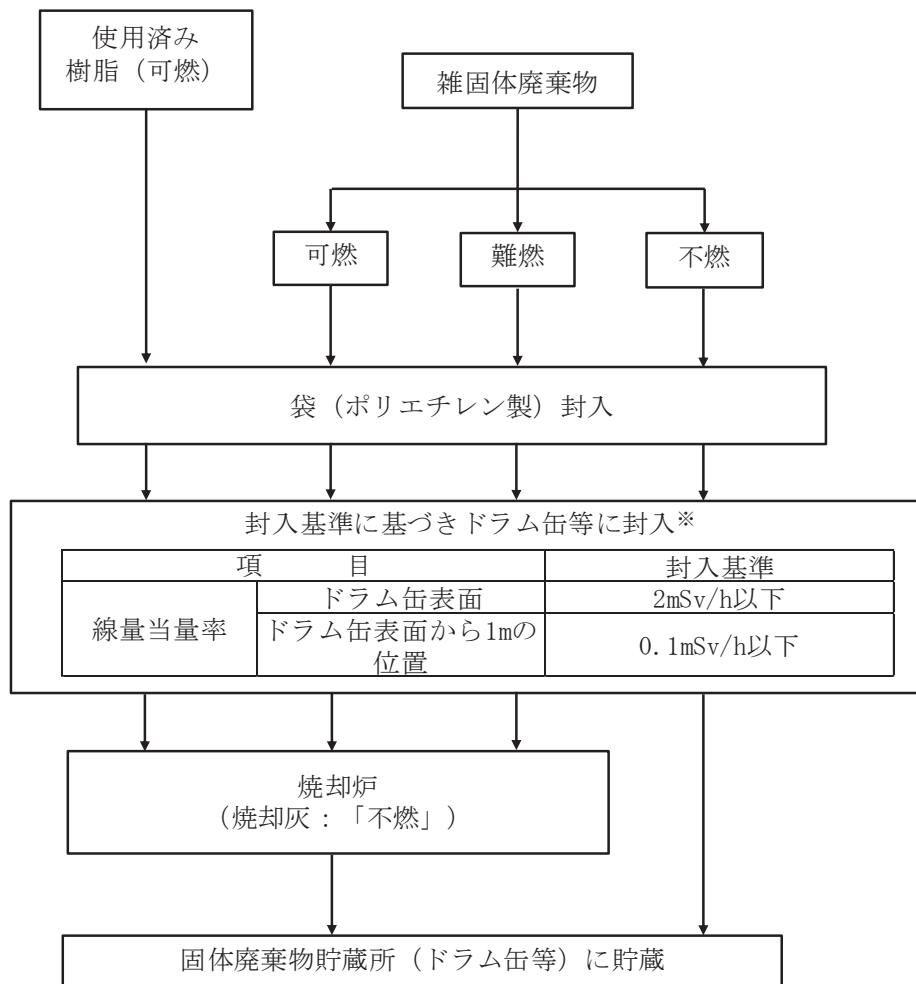 使用済み
樹脂（可燃）
雑固体廃棄物
可燃
難燃
不燃
袋（ポリエチレン製）封入
封入基準に基づきドラム缶等に封入※
項　　　目
封入基準
線量当量率
ドラム缶表面
2mSv/h以下
ドラム缶表面から1mの
位置
0.1mSv/h以下
焼却炉
（焼却灰：「不燃」）
固体廃棄物貯蔵所（ドラム缶等）に貯蔵